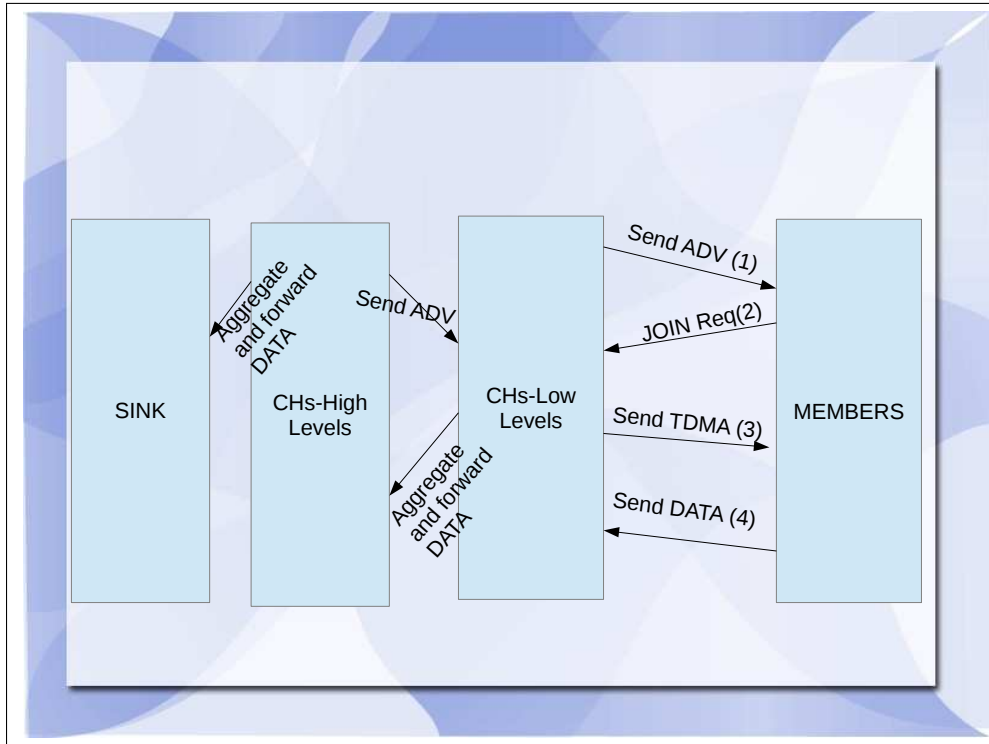 SINK
Aggregate
and forward
DATA
CHs-High
Levels
Send ADV
Aggregate
and forward
DATA
CHs-Low
Levels
Send ADV (1)
JOIN Req(2)
Send TDMA (3)
Send DATA (4)
MEMBERS